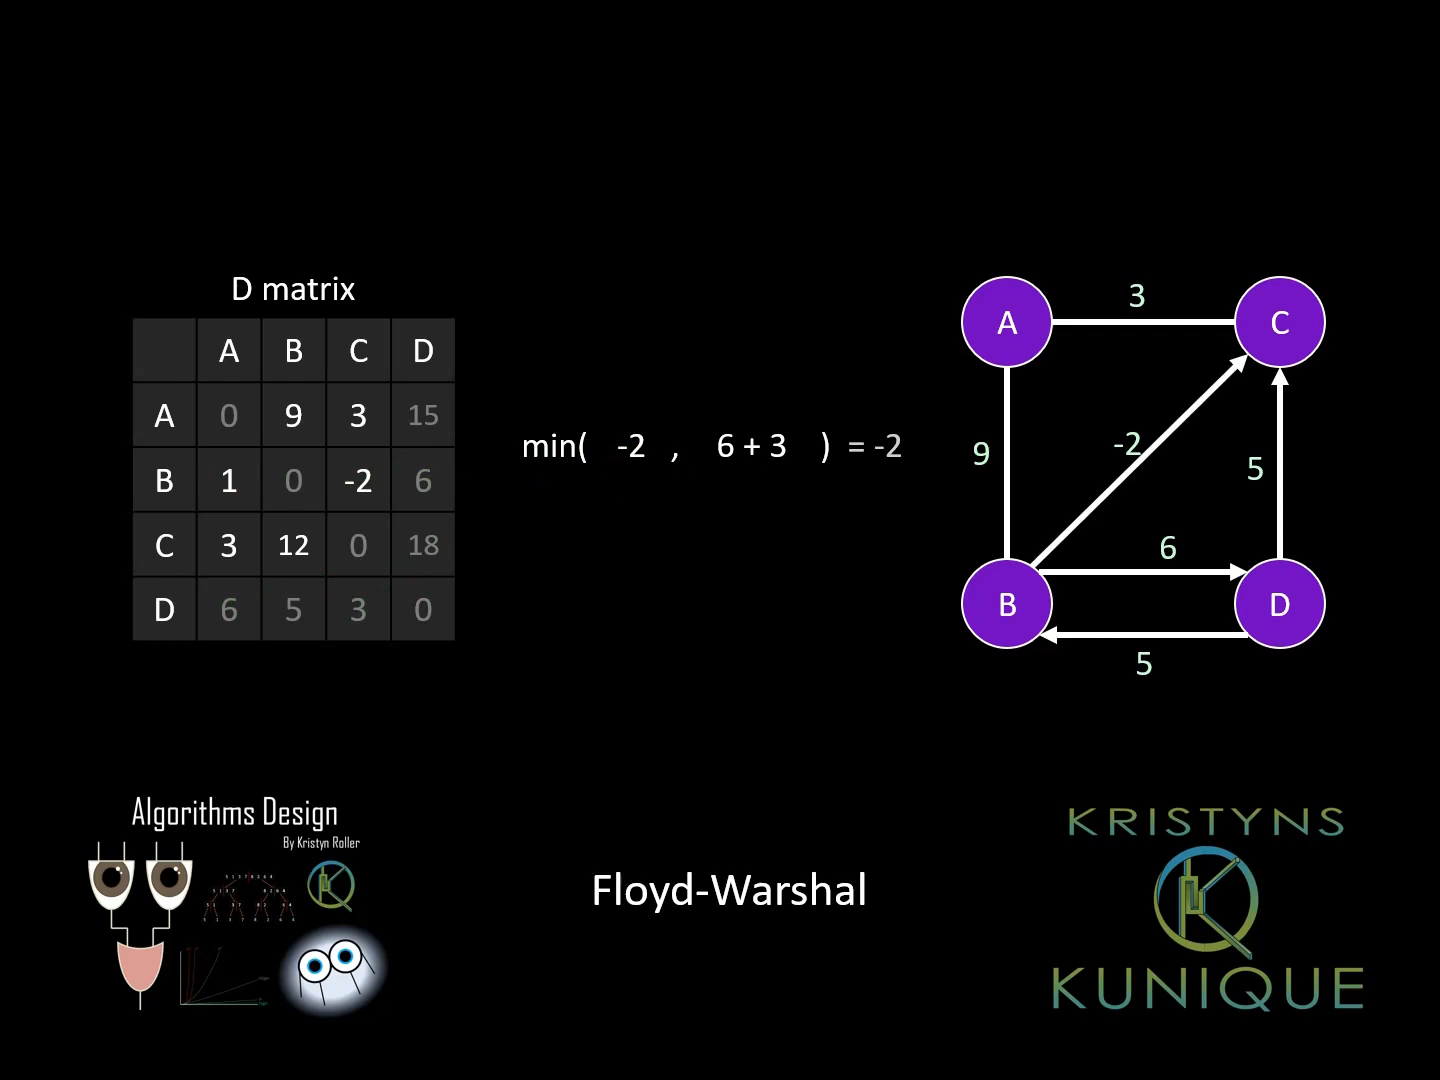 D matrix
A B C D
A 0 9 3 15
B 1 0 -2 6
C 3 12 0 18
D 6 5 3 0
min( -2 , 6 + 3 ) = -2
A 3 C
9 -2 5
6
B D
5
Algorithms Design
By Kristyn Roller
Floyd-Warshal
KRISTYNS
KUNIQUE